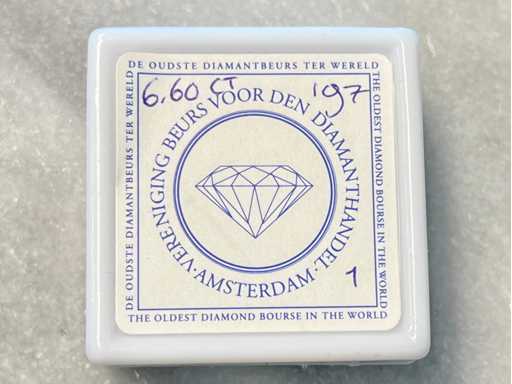 DE OUDSTE DIAMANTBEURS TER WERELD
THE OLDEST DIAMOND BOURSE IN THE WORLD
DE OUDSTE DIAMANTBEURS TER WERELD
6.60 CT
'97
VERENIGING BEURS VOOR DEN DIAMANTHANDEL
· AMSTERDAM ·
1
THE OLDEST DIAMOND BOURSE IN THE WORLD